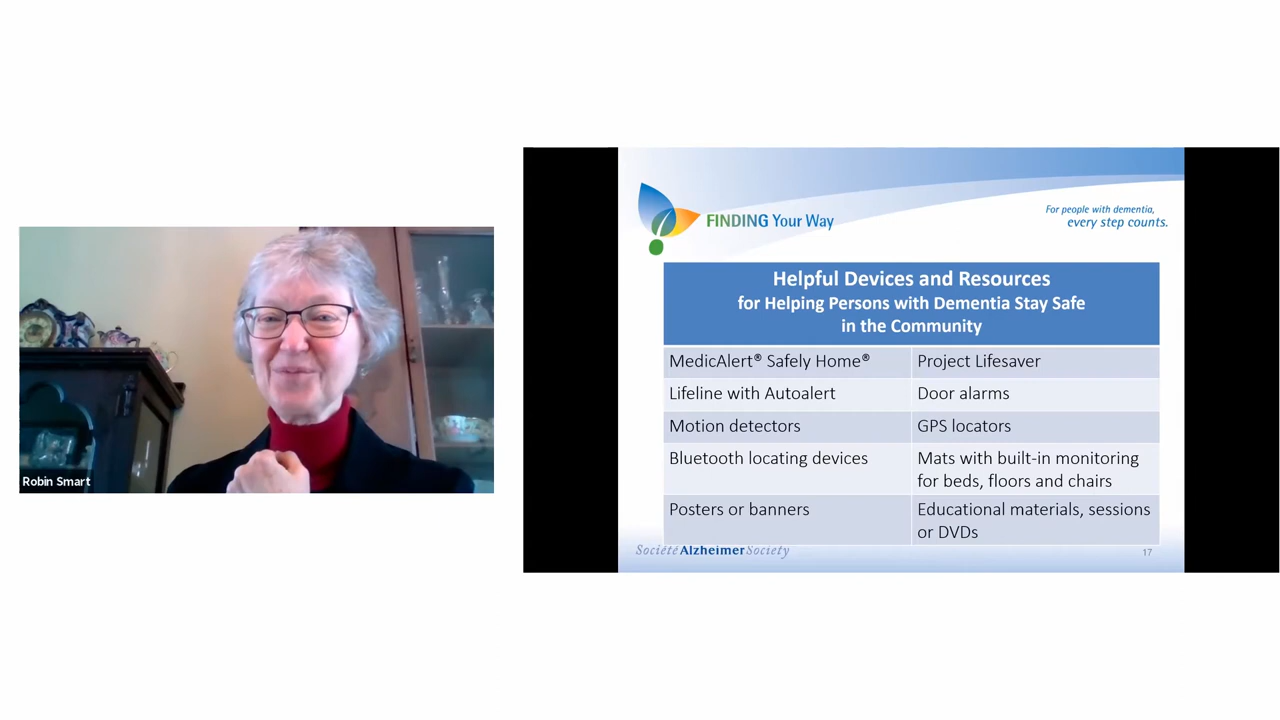 Robin Smart
FINDING Your Way
For people with dementia,
every step counts.
Helpful Devices and Resources
for Helping Persons with Dementia Stay Safe
in the Community
MedicAlert® Safely Home®
Project Lifesaver
Lifeline with Autoalert
Door alarms
Motion detectors
GPS locators
Bluetooth locating devices
Mats with built-in monitoring
for beds, floors and chairs
Posters or banners
Educational materials, sessions
or DVDs
Société Alzheimer Society
17